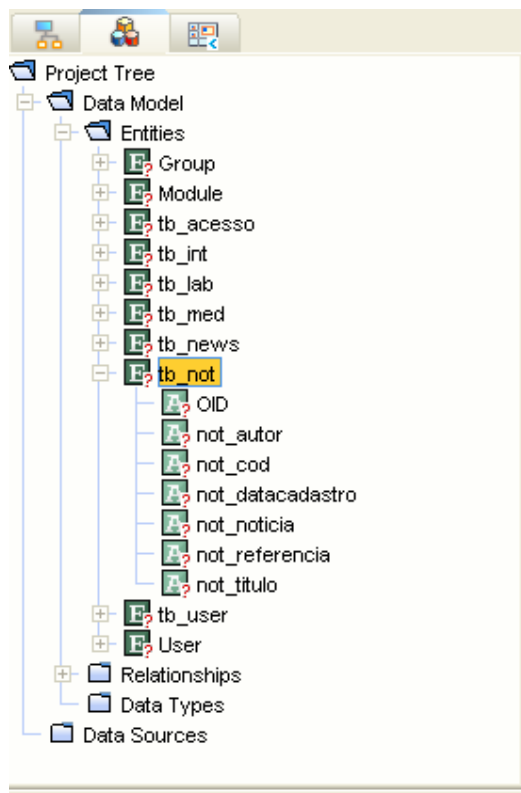 Project Tree
Data Model
Entities
E? Group
E? Module
E? tb_acesso
E? tb_int
E? tb_lab
E? tb_med
E? tb_news
E? tb_not
A? OID
A? not_autor
A? not_cod
A? not_datacadastro
A? not_noticia
A? not_referencia
A? not_titulo
E? tb_user
E? User
Relationships
Data Types
Data Sources